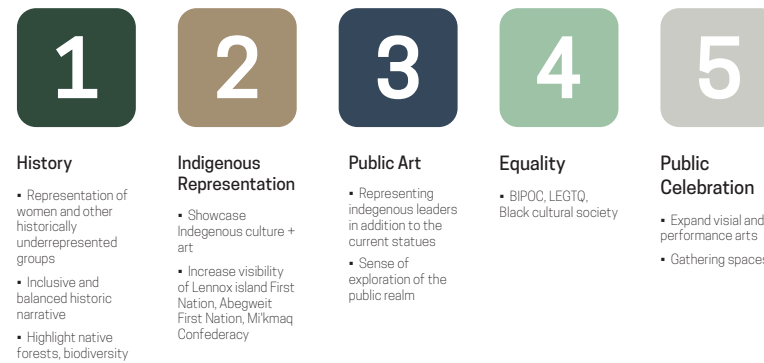 1
2
3
4
5
History
▪ Representation of
women and other
historically
underrepresented
groups
▪ Inclusive and
balanced historic
narrative
▪ Highlight native
forests, biodiversity
Indigenous
Representation
▪ Showcase
Indegenous culture +
art
▪ Increase visibility
of Lennox island First
Nation, Abegweit
First Nation, Mi'kmaq
Confederacy
Public Art
▪ Representing
indegenous leaders
in addition to the
current statues
▪ Sense of
exploration of the
public realm
Equality
▪ BIPOC, LEGTQ,
Black cultural society
Public
Celebration
▪ Expand visial and
performance arts
▪ Gathering spaces